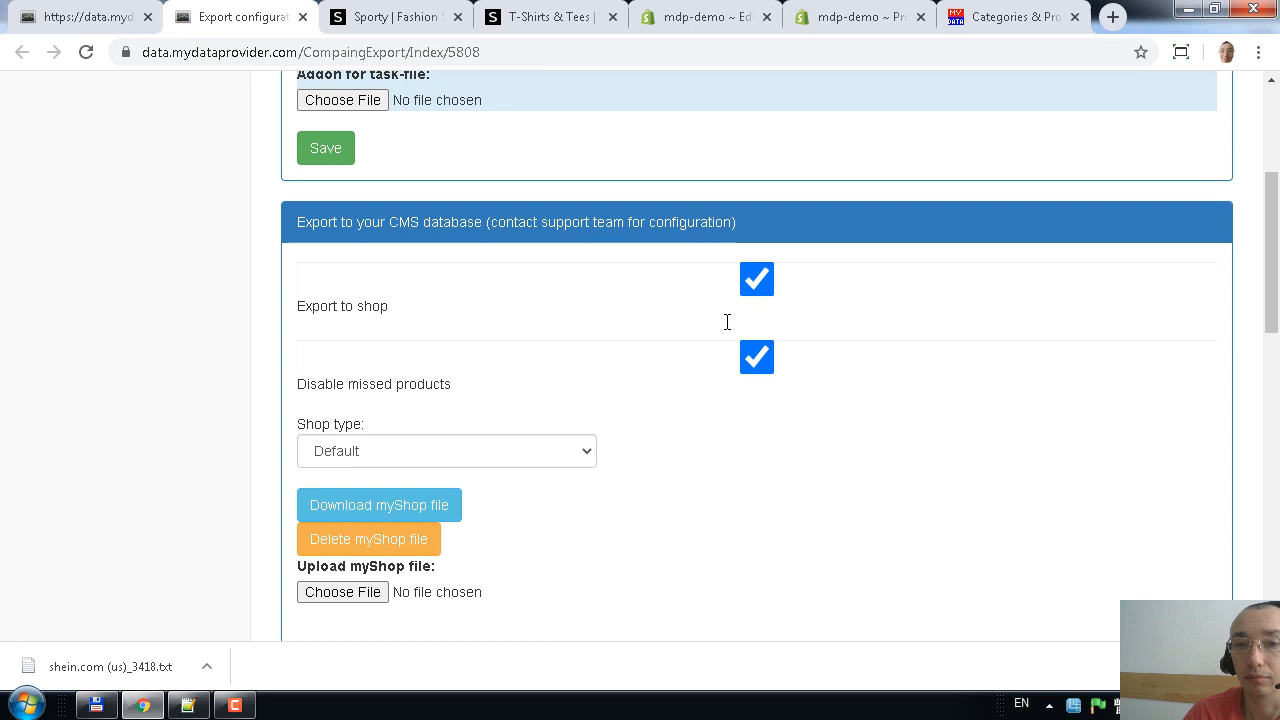 http://data.myd
Export configurat
Sporty | Fashion
T-Shirts & Tees |
mdp-demo ~ Ed
mdp-demo ~ Pr
MY DATA
Categories & Pro
data.mydataprovider.com/CompaingExport/Index/5808
Addon for task-file:
Choose File No file chosen
Save
Export to your CMS database (contact support team for configuration)
Export to shop
Disable missed products
Shop type:
Default
Download myShop file
Delete myShop file
Upload myShop file:
Choose File No file chosen
shein.com (us)_3418.txt
EN